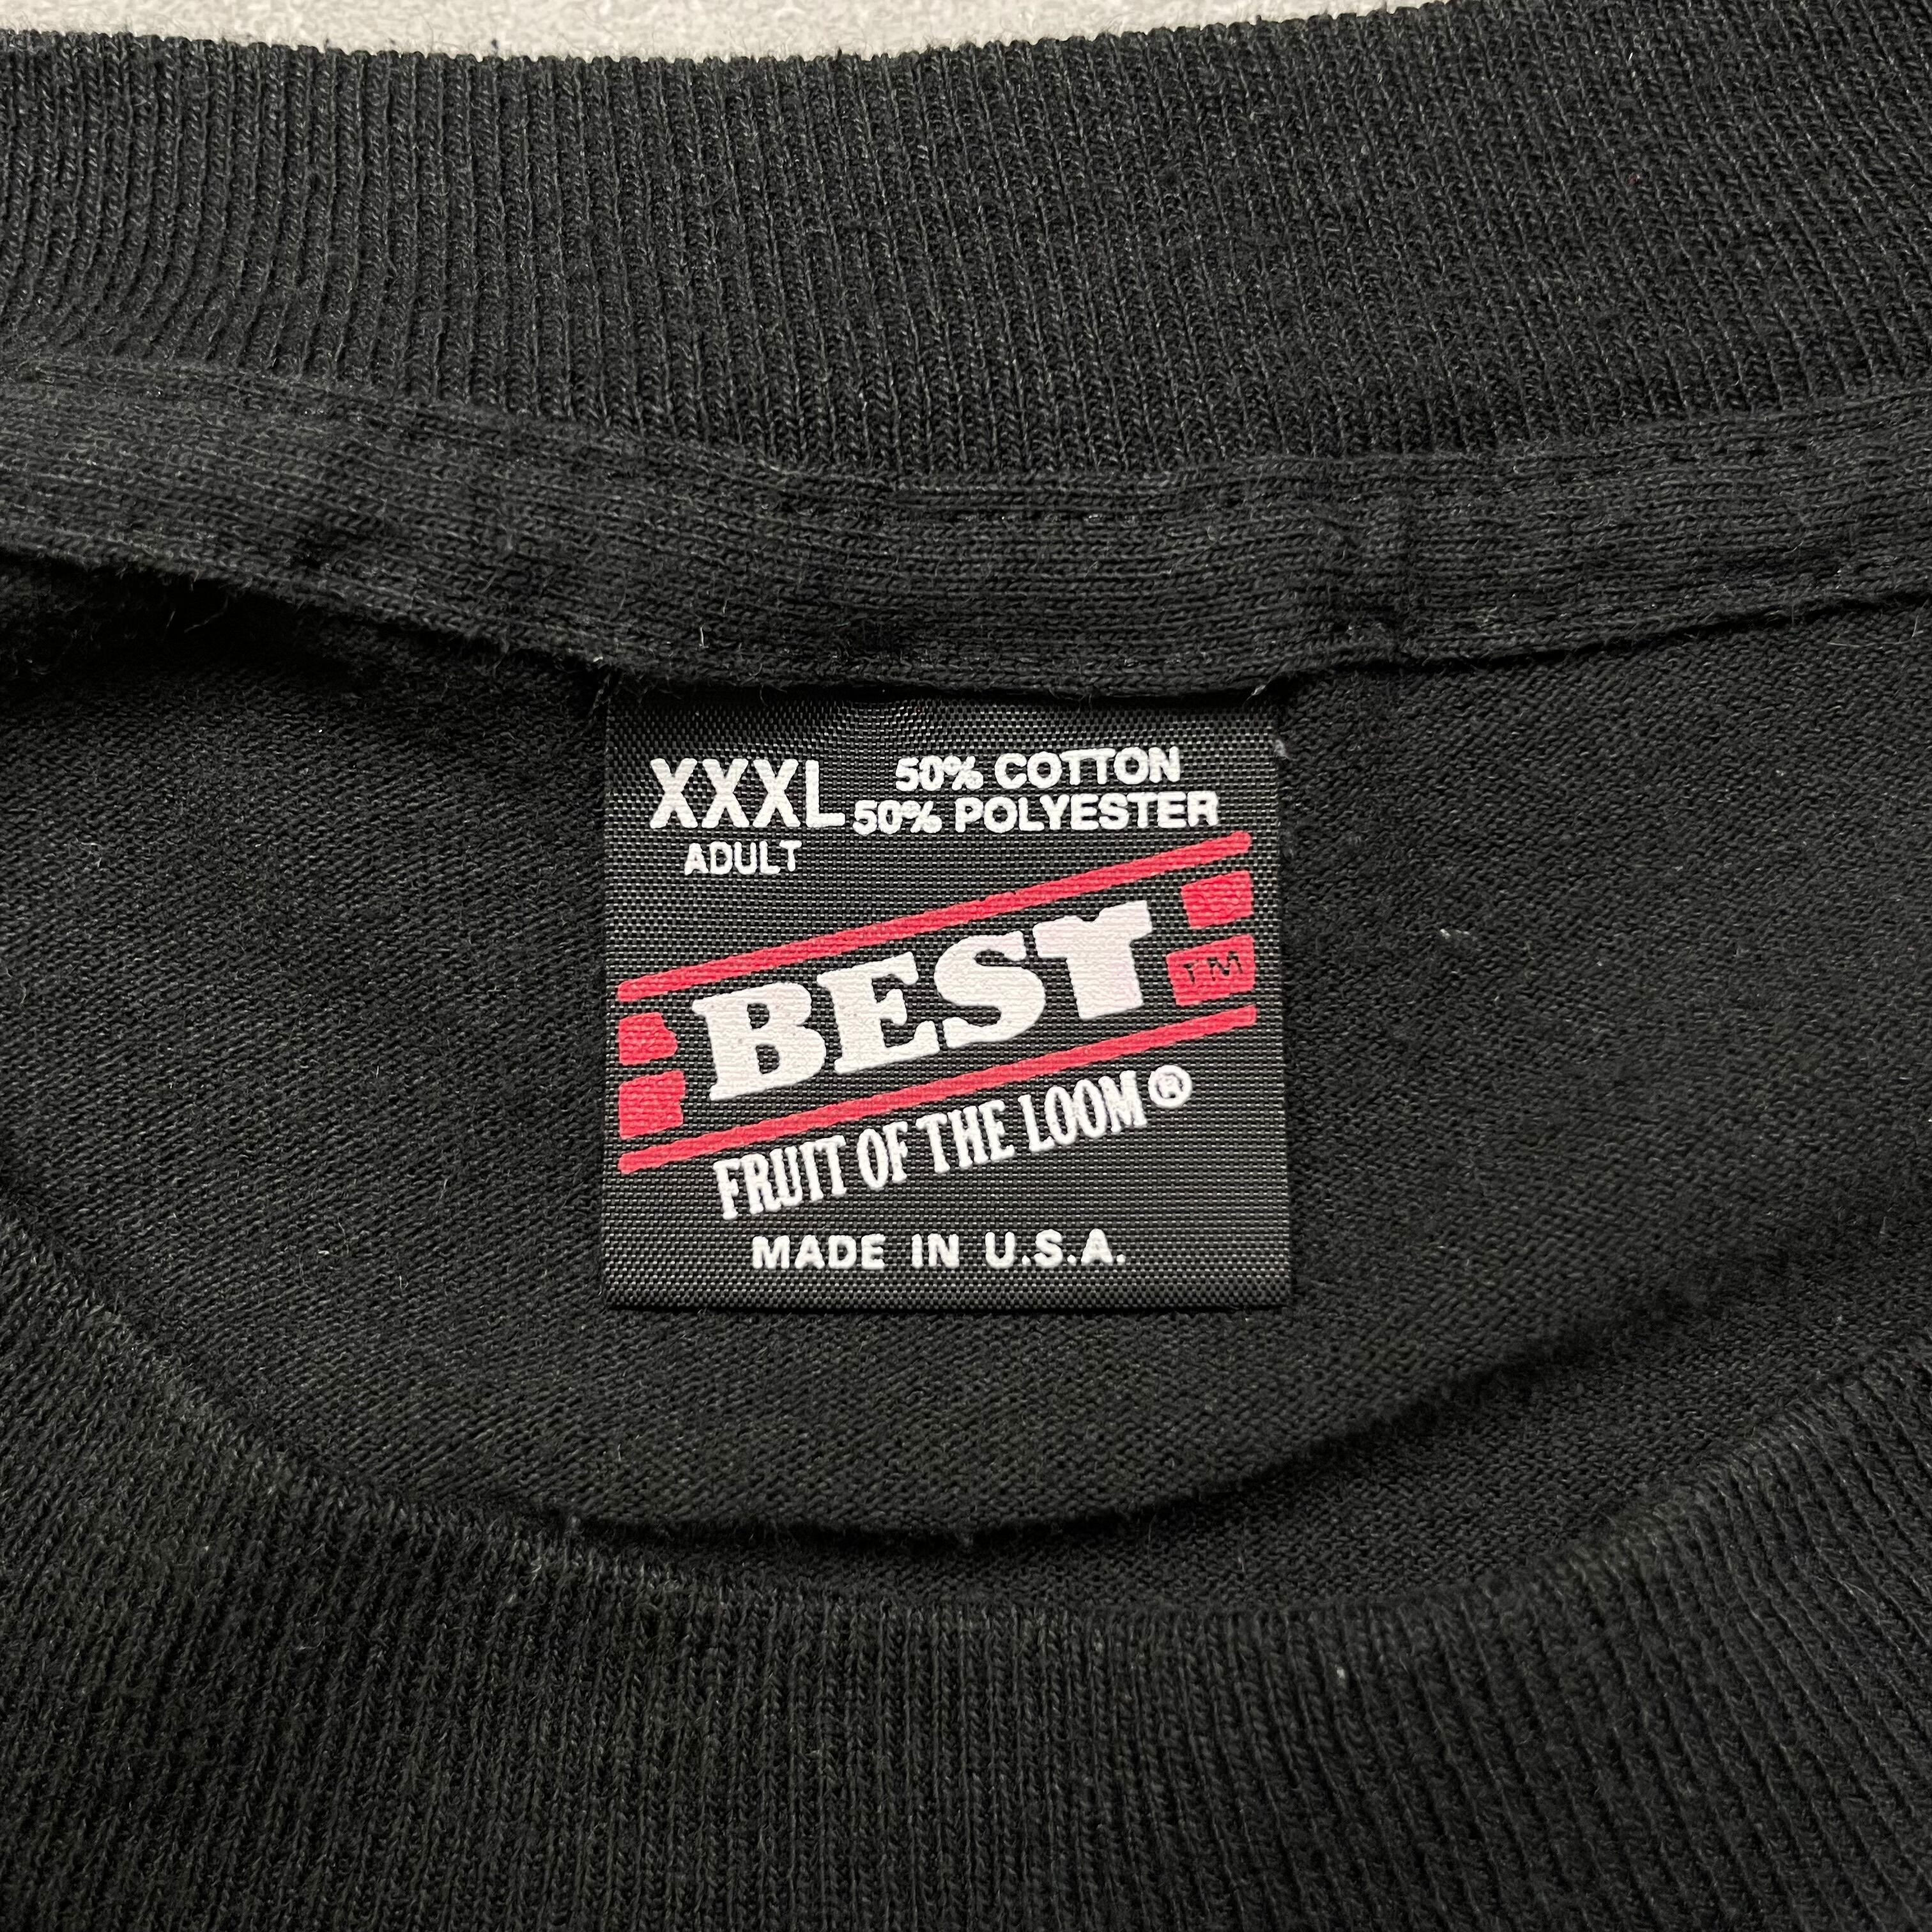 XXXL 50% COTTON
50% POLYESTER
ADULT
BEST TM
FRUIT OF THE LOOM®
MADE IN U.S.A.